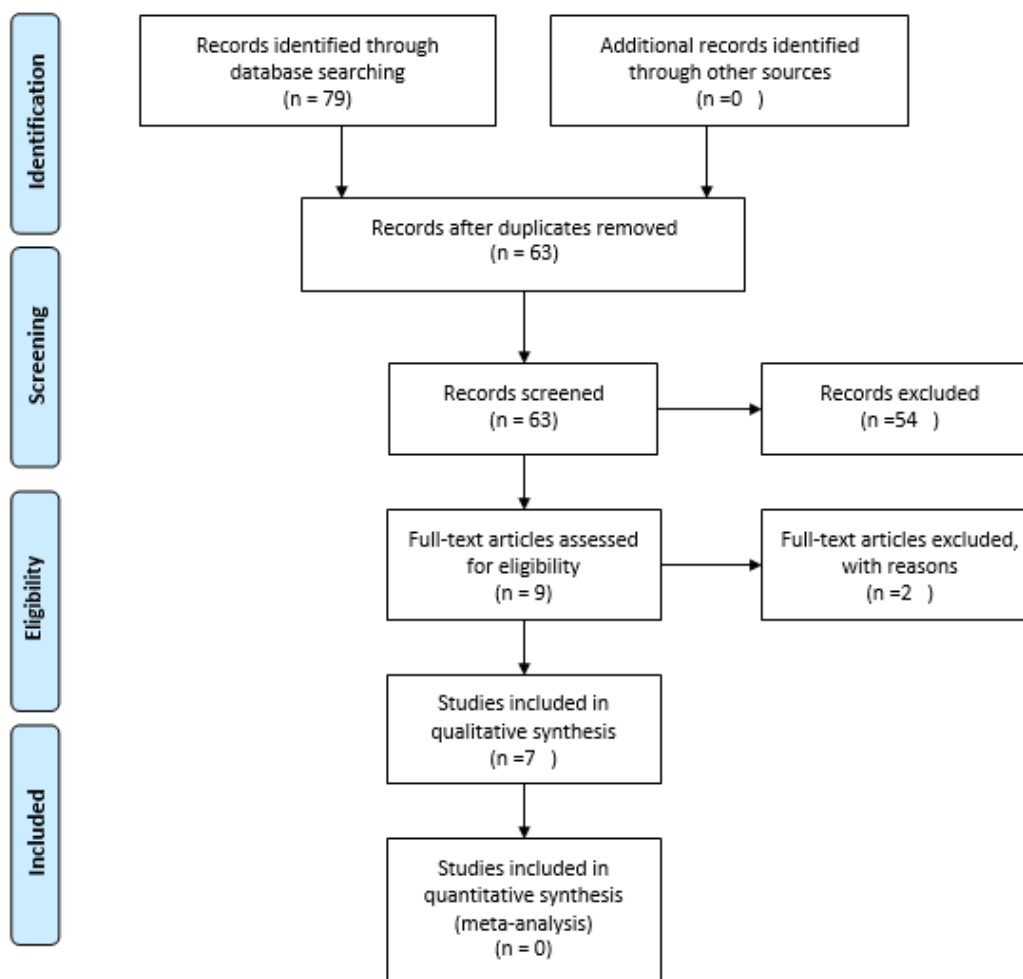 Identification
Records identified through
database searching
(n = 79)
Additional records identified
through other sources
(n =0   )
Records after duplicates removed
(n = 63)
Screening
Records screened
(n = 63)
Records excluded
(n =54   )
Eligibility
Full-text articles assessed
for eligibility
(n = 9)
Full-text articles excluded,
with reasons
(n =2   )
Included
Studies included in
qualitative synthesis
(n =7   )
Studies included in
quantitative synthesis
(meta-analysis)
(n = 0)